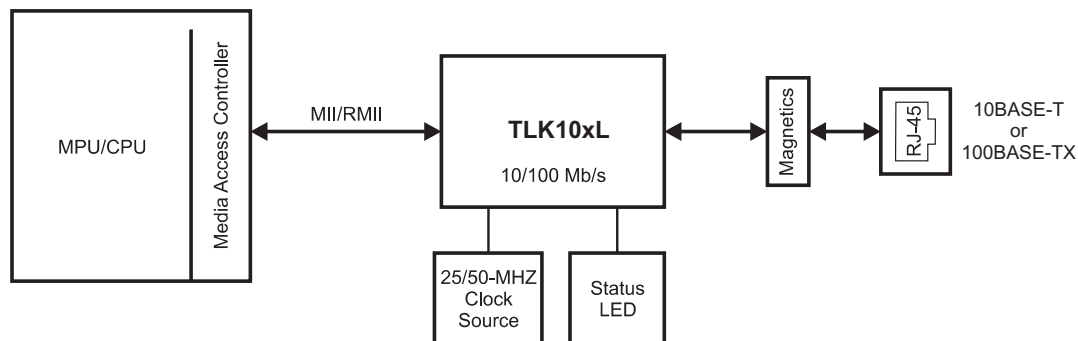 MPU/CPU
Media Access Controller
MII/RMII
TLK10xL
10/100 Mb/s
25/50-MHZ
Clock
Source
Status
LED
Magnetics
RJ-45
10BASE-T
or
100BASE-TX